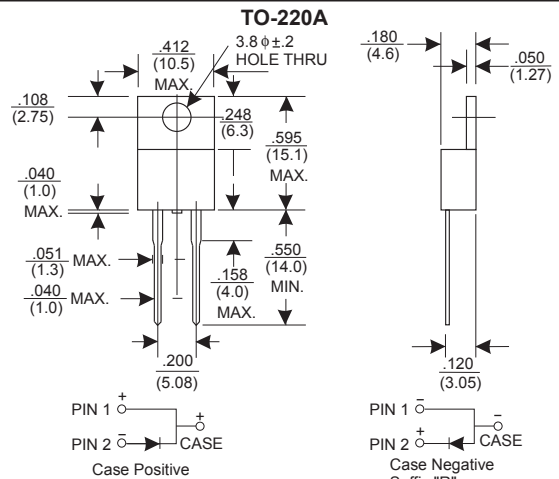 TO-220A
.412
(10.5)
MAX.
3.8 ϕ±.2
HOLE THRU
.180
(4.6)
.050
(1.27)
.108
(2.75)
.248
(6.3)
.595
(15.1)
MAX.
.040
(1.0)
MAX.
.051
(1.3)
MAX.
.040
(1.0)
MAX.
.158
(4.0)
MAX.
.550
(14.0)
MIN.
.200
(5.08)
.120
(3.05)
PIN 1 +
PIN 2 − + CASE
Case Positive
PIN 1 −
PIN 2 + − CASE
Case Negative